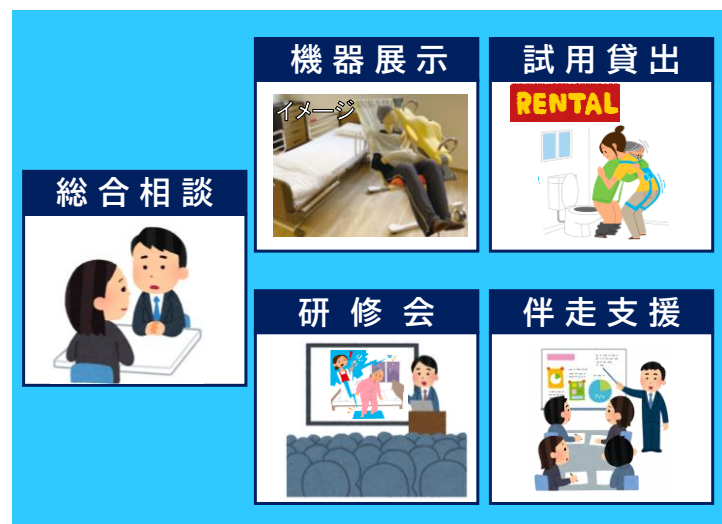 機器展示
試用貸出
イメージ
RENTAL
総合相談
研修会
伴走支援